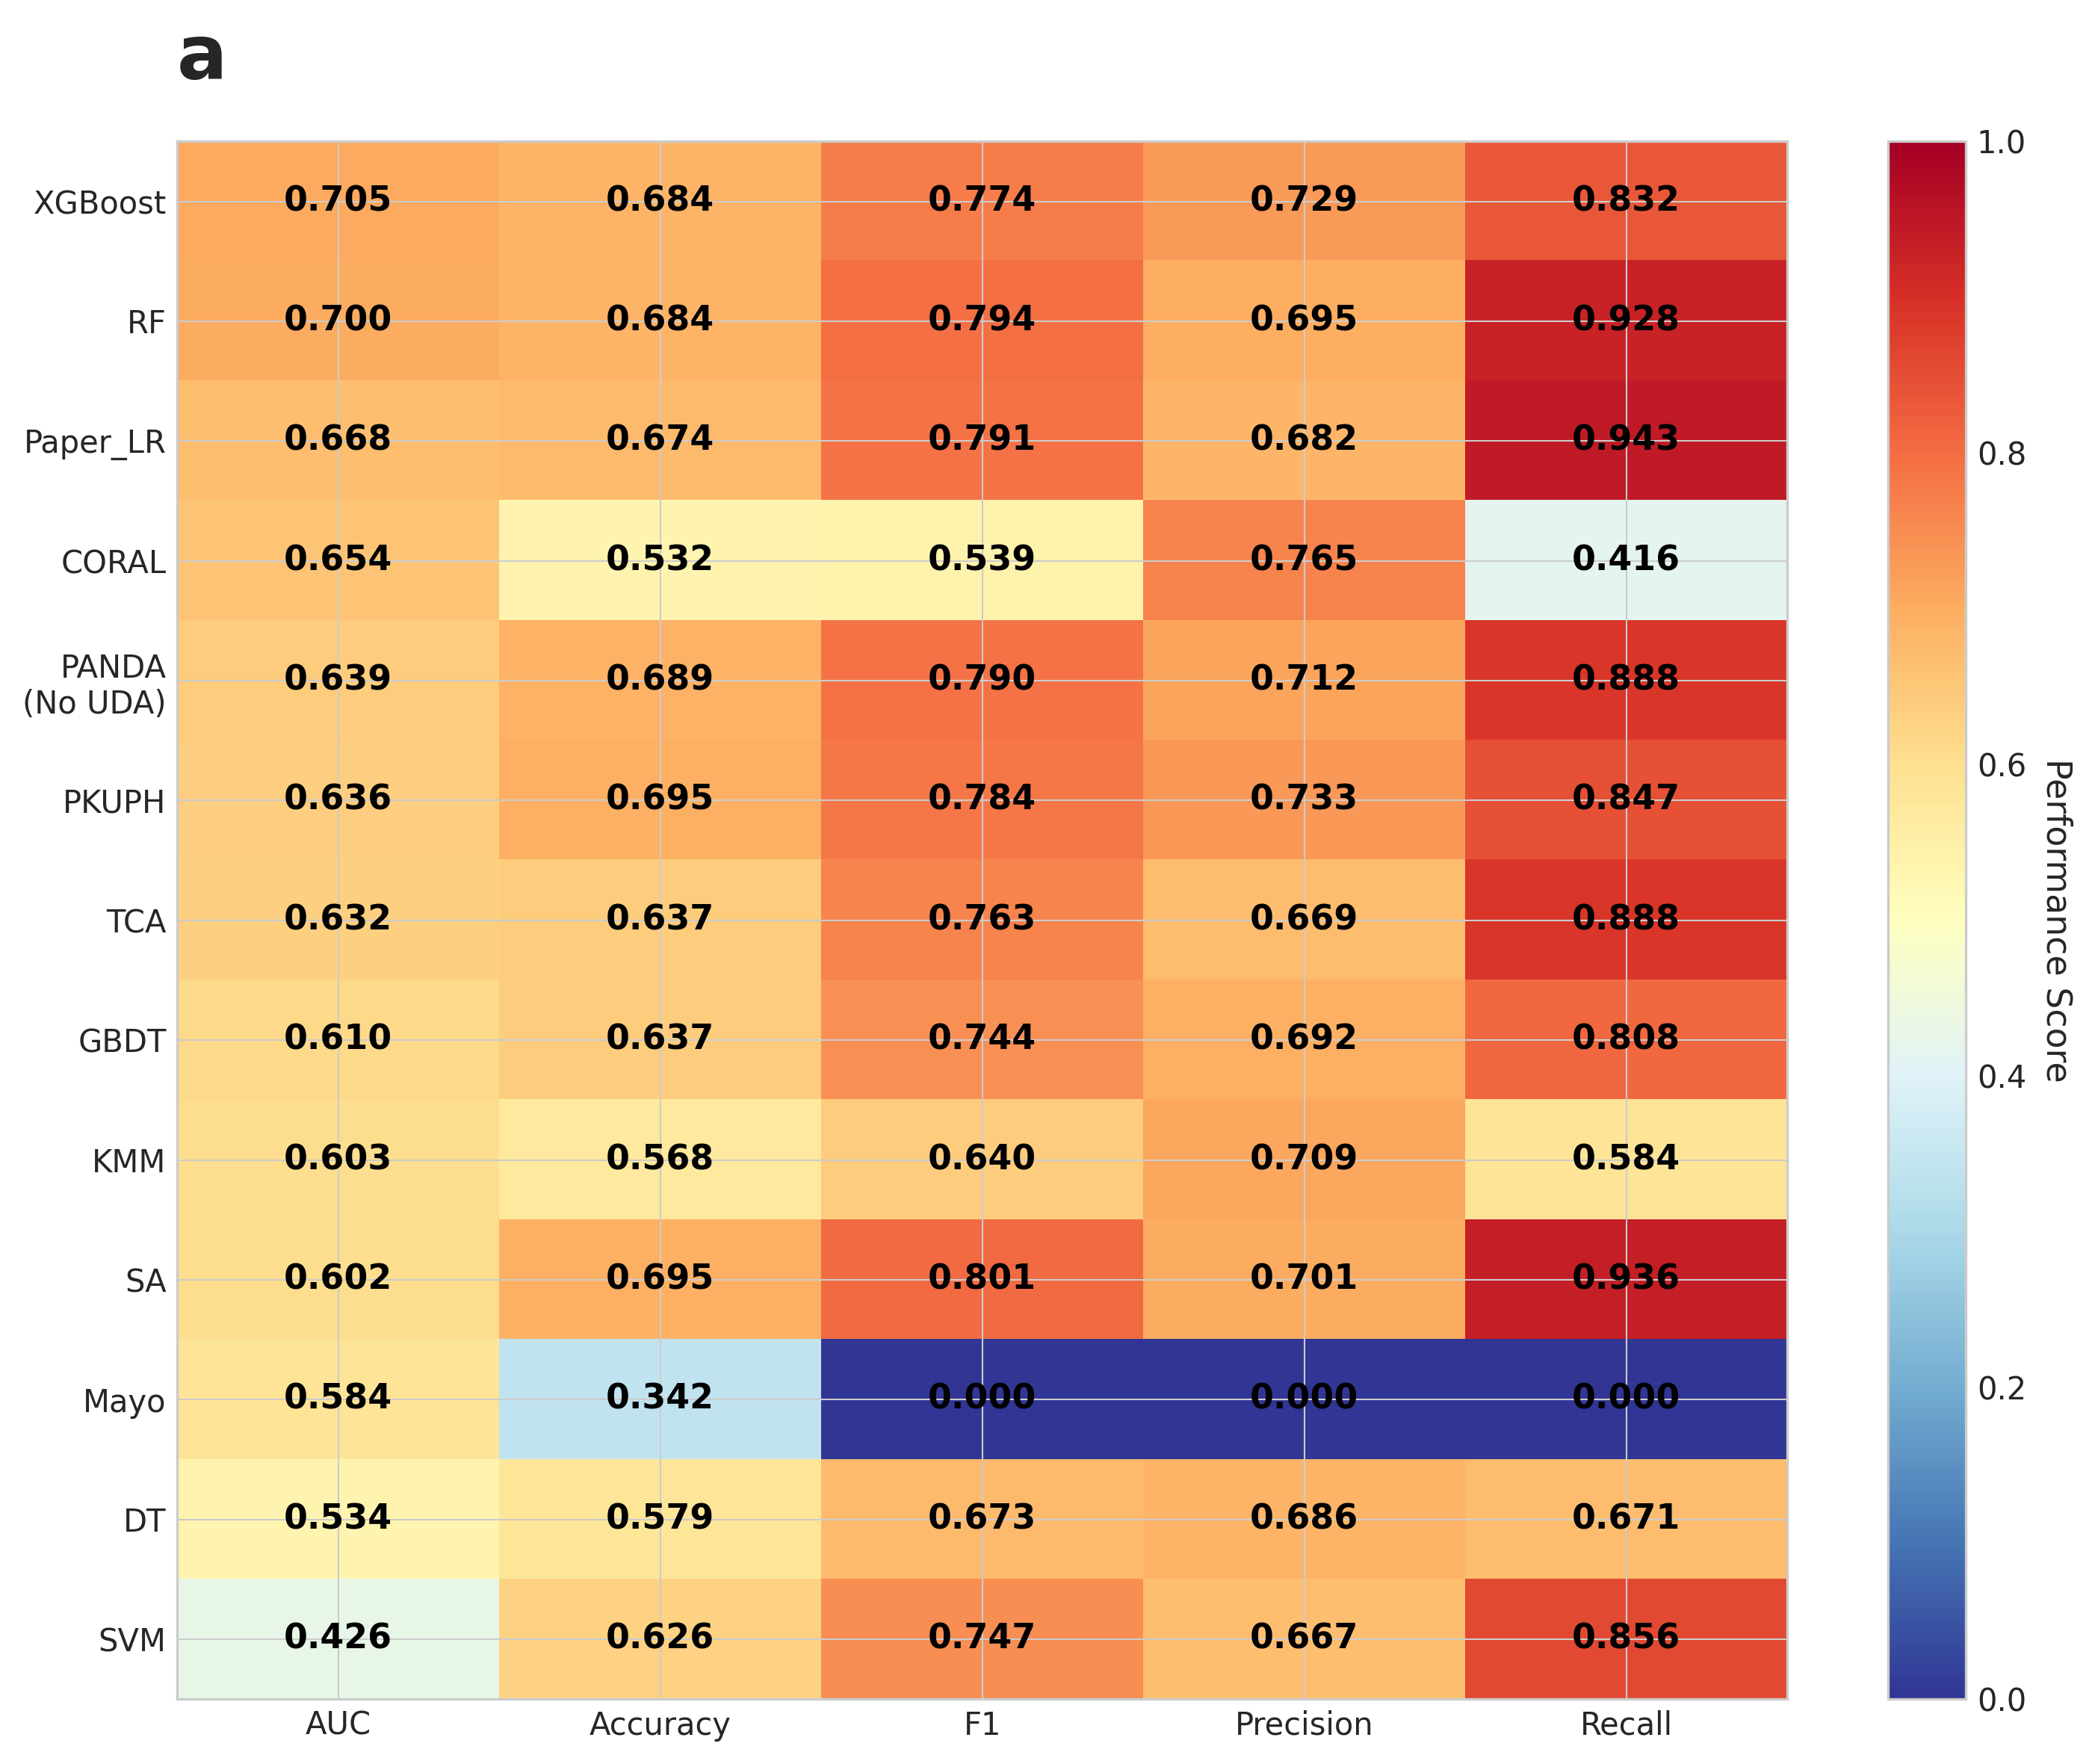 a
XGBoost 0.705 0.684 0.774 0.729 0.832
RF 0.700 0.684 0.794 0.695 0.928
Paper_LR 0.668 0.674 0.791 0.682 0.943
CORAL 0.654 0.532 0.539 0.765 0.416
PANDA
(No UDA) 0.639 0.689 0.790 0.712 0.888
PKUPH 0.636 0.695 0.784 0.733 0.847
TCA 0.632 0.637 0.763 0.669 0.888
GBDT 0.610 0.637 0.744 0.692 0.808
KMM 0.603 0.568 0.640 0.709 0.584
SA 0.602 0.695 0.801 0.701 0.936
Mayo 0.584 0.342 0.000 0.000 0.000
DT 0.534 0.579 0.673 0.686 0.671
SVM 0.426 0.626 0.747 0.667 0.856
AUC Accuracy F1 Precision Recall
1.0
0.8
0.6
0.4
0.2
0.0
Performance Score